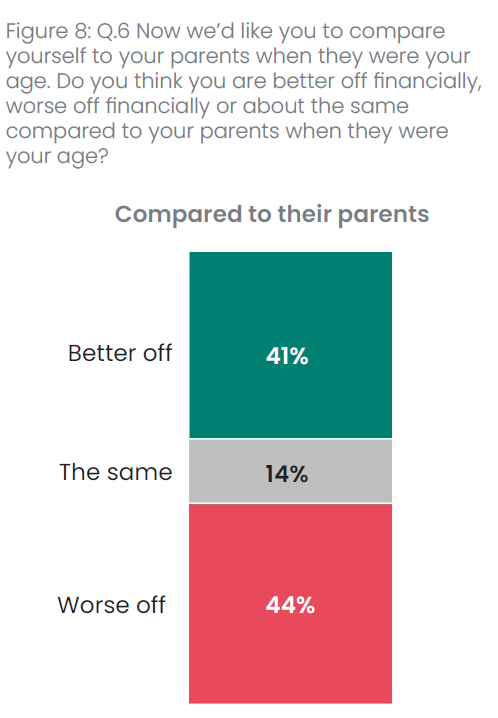 Figure 8: Q.6 Now we’d like you to compare
yourself to your parents when they were your
age. Do you think you are better off financially,
worse off financially or about the same
compared to your parents when they were
your age?
Compared to their parents
Better off
41%
The same
14%
Worse off
44%